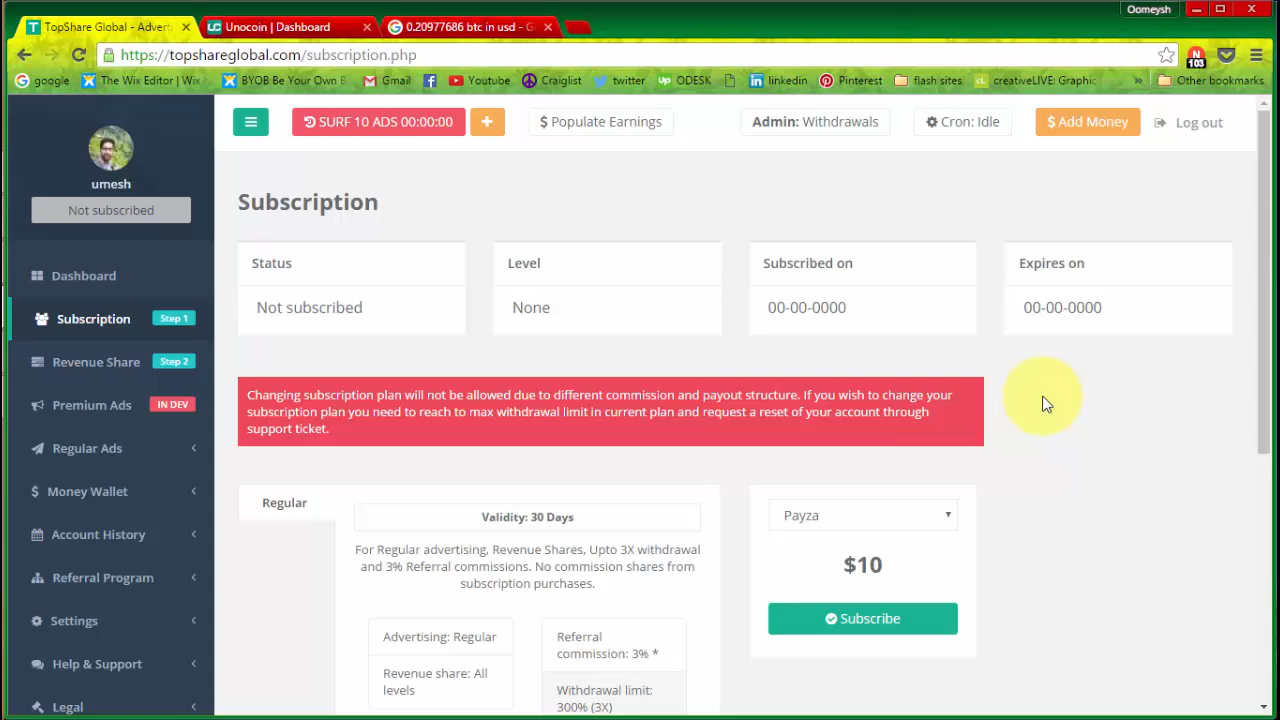 Oomeysh
TopShare Global - Adverti
Unocoin | Dashboard
0.20977686 btc in usd - G
https://topshareglobal.com/subscription.php
N 103
google
The Wix Editor | Wix
BYOB Be Your Own B
Gmail
Youtube
Craiglist
twitter
Up ODESK
linkedin
Pinterest
flash sites
creativeLIVE: Graphic
»
Other bookmarks
SURF 10 ADS 00:00:00
+
$ Populate Earnings
Admin: Withdrawals
Cron: Idle
$ Add Money
Log out
umesh
Not subscribed
Dashboard
Subscription Step 1
Revenue Share Step 2
Premium Ads IN DEV
Regular Ads
$ Money Wallet
Account History
Referral Program
Settings
Help & Support
Legal
Subscription
Status
Not subscribed
Level
None
Subscribed on
00-00-0000
Expires on
00-00-0000
Changing subscription plan will not be allowed due to different commission and payout structure. If you wish to change your
subscription plan you need to reach to max withdrawal limit in current plan and request a reset of your account through
support ticket.
Regular
Validity: 30 Days
For Regular advertising, Revenue Shares, Upto 3X withdrawal
and 3% Referral commissions. No commission shares from
subscription purchases.
Advertising: Regular
Revenue share: All
levels
Referral
commission: 3% *
Withdrawal limit:
300% (3X)
Payza
$10
Subscribe